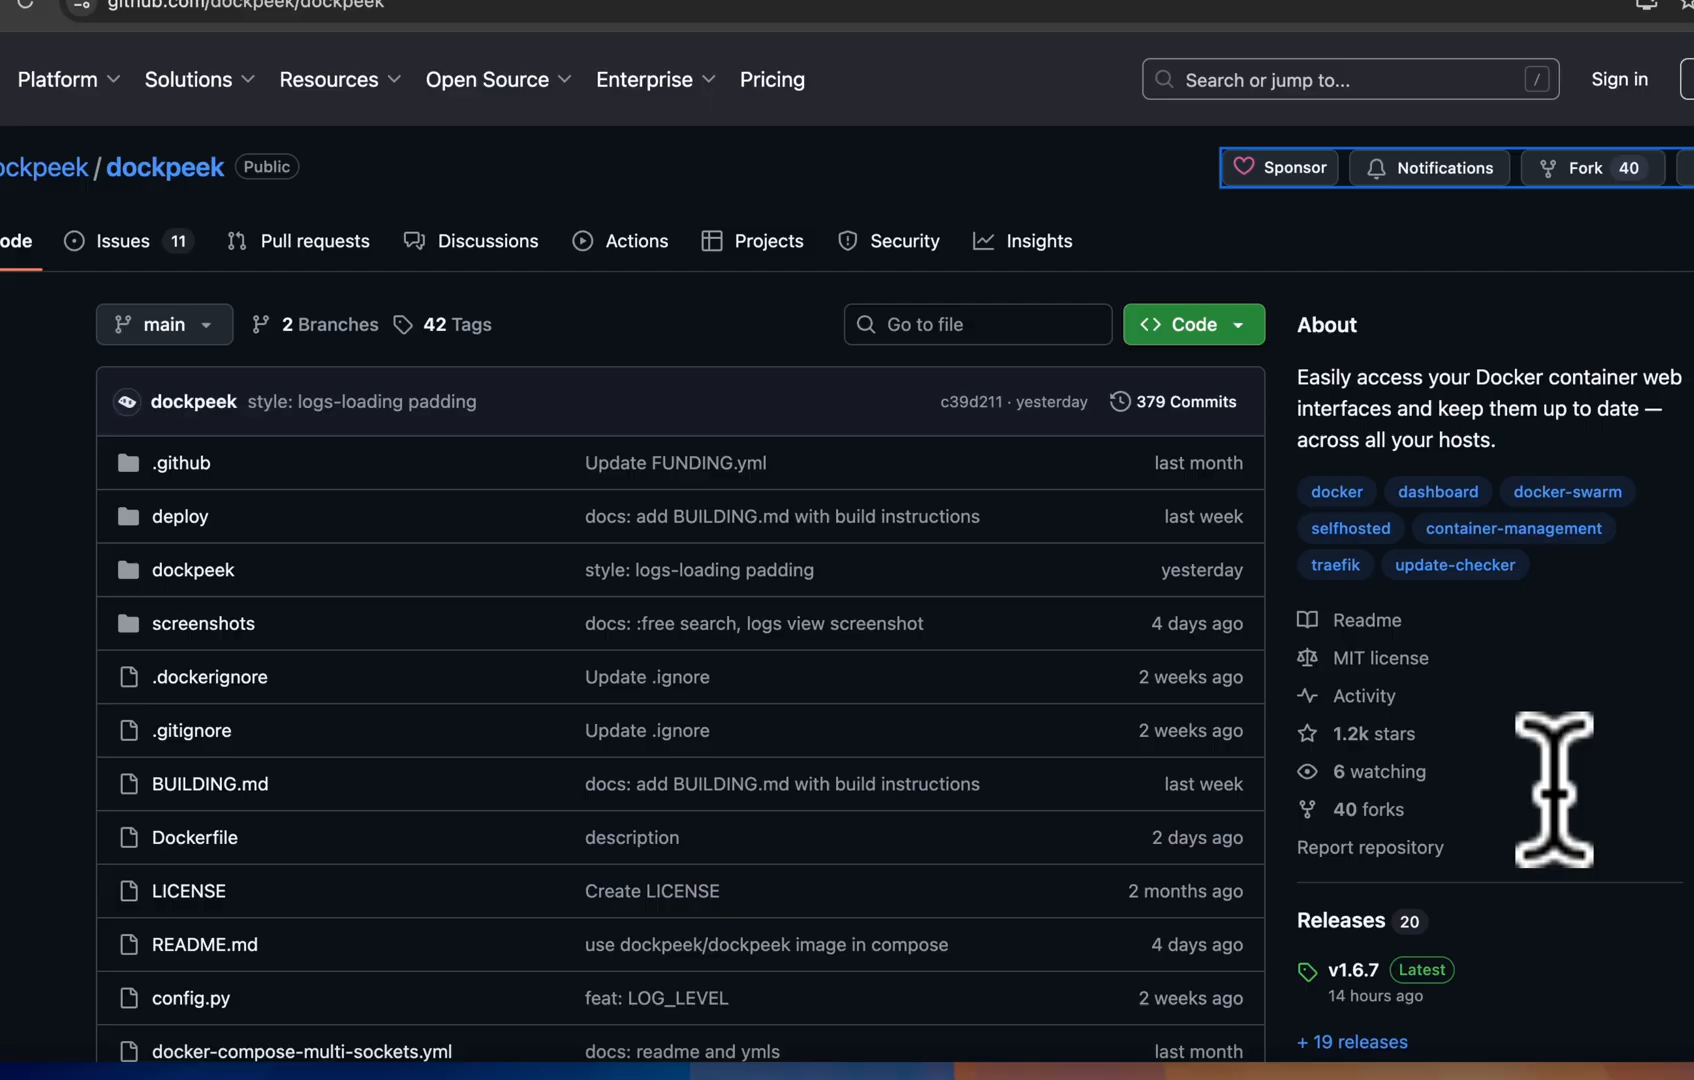 github.com/dockpeek/dockpeek
Platform Solutions Resources Open Source Enterprise Pricing
Search or jump to... /
Sign in
ockpeek / dockpeek Public
Sponsor Notifications Fork 40
ode Issues 11 Pull requests Discussions Actions Projects Security Insights
main 2 Branches 42 Tags
Go to file
Code
dockpeek style: logs-loading padding c39d211 · yesterday 379 Commits
.github Update FUNDING.yml last month
deploy docs: add BUILDING.md with build instructions last week
dockpeek style: logs-loading padding yesterday
screenshots docs: :free search, logs view screenshot 4 days ago
.dockerignore Update .ignore 2 weeks ago
.gitignore Update .ignore 2 weeks ago
BUILDING.md docs: add BUILDING.md with build instructions last week
Dockerfile description 2 days ago
LICENSE Create LICENSE 2 months ago
README.md use dockpeek/dockpeek image in compose 4 days ago
config.py feat: LOG_LEVEL 2 weeks ago
docker-compose-multi-sockets.yml docs: readme and ymls last month
About
Easily access your Docker container web
interfaces and keep them up to date —
across all your hosts.
docker dashboard docker-swarm
selfhosted container-management
traefik update-checker
Readme
MIT license
Activity
1.2k stars
6 watching
40 forks
Report repository
Releases 20
v1.6.7 Latest
14 hours ago
+ 19 releases